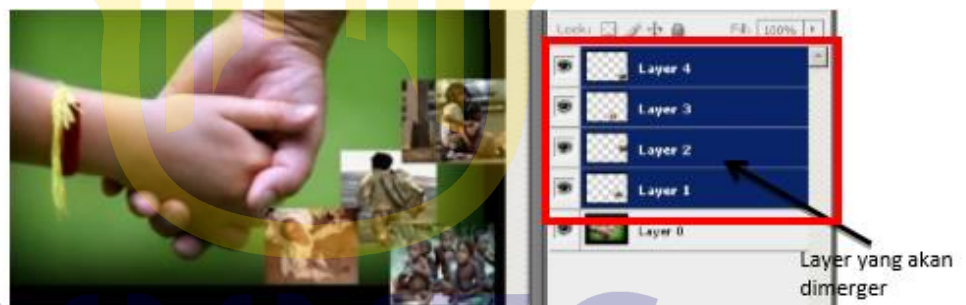 Lock:
Fill: 100%
Layer 4
Layer 3
Layer 2
Layer 1
Layer 0
Layer yang akan
dimerger